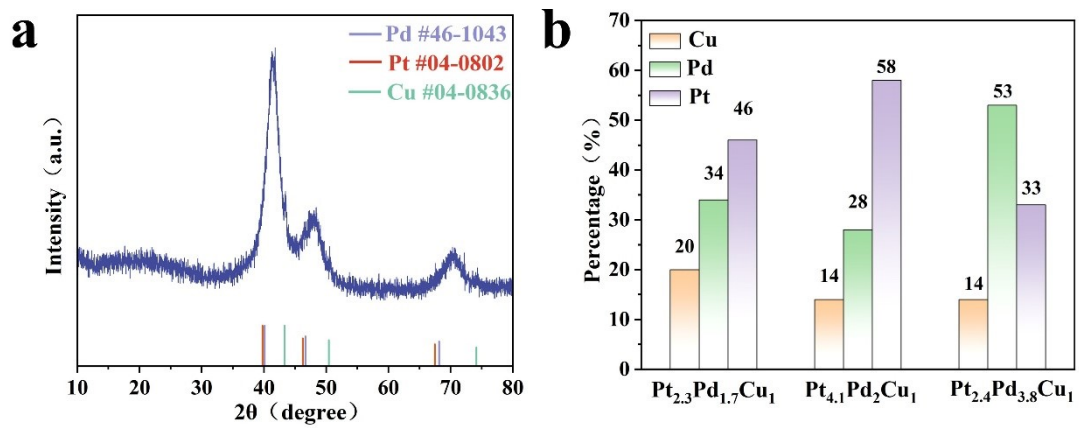 a
Pd #46-1043
Pt #04-0802
Cu #04-0836
Intensity（a.u.）
10 20 30 40 50 60 70 80
2θ（degree）
b
Cu
Pd
Pt
70
60
50
40
30
20
10
0
Percentage（%）
20 34 46
14 28 58
14 53 33
Pt₂.₃Pd₁.₇Cu₁ Pt₄.₁Pd₂Cu₁ Pt₂.₄Pd₃.₈Cu₁